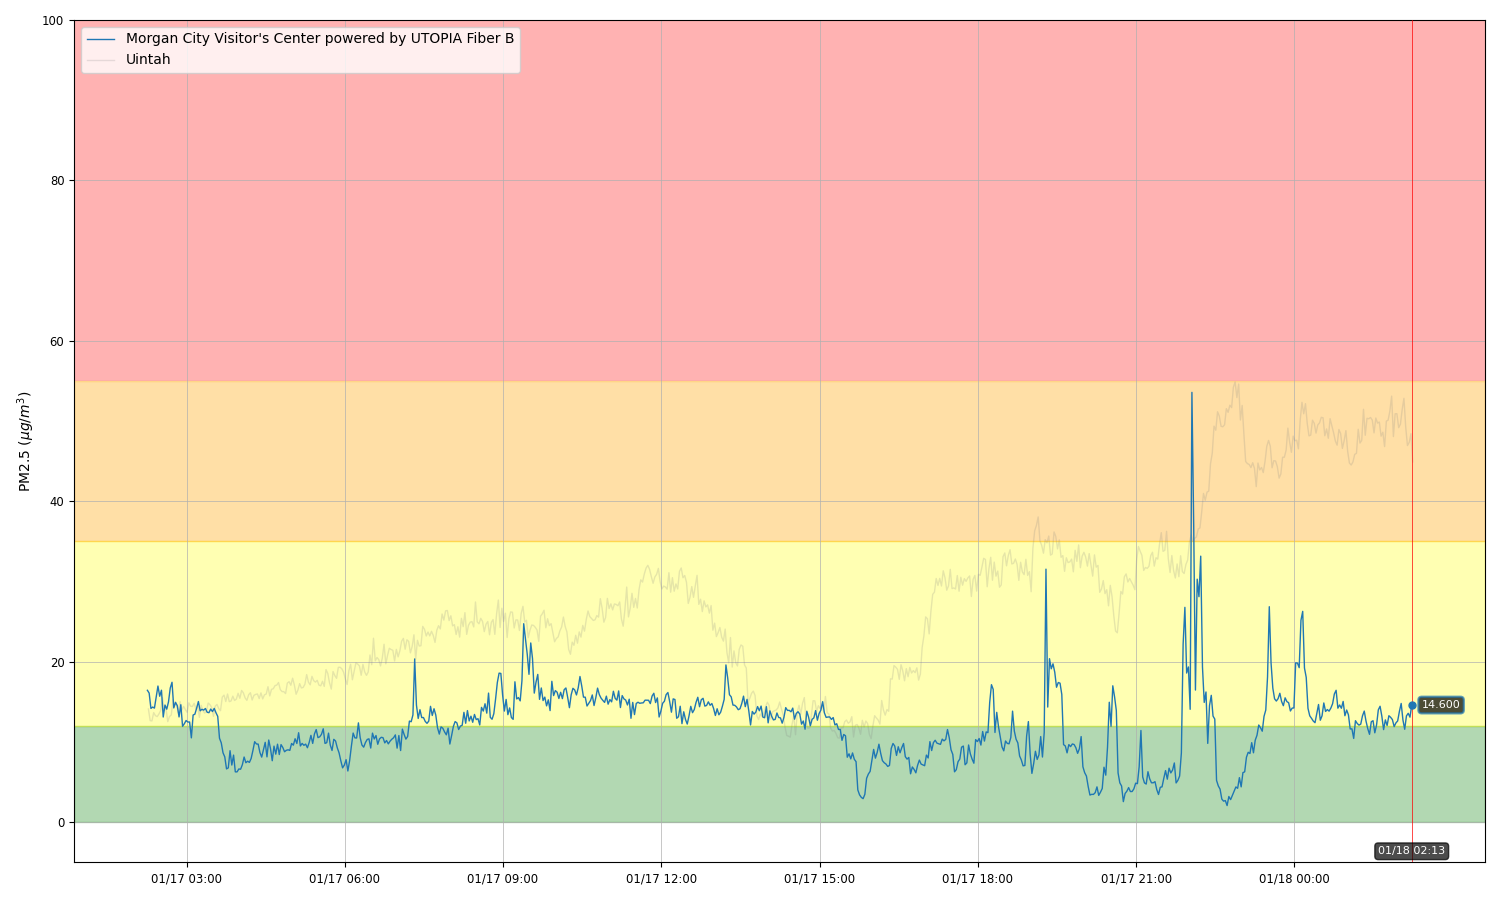 100
Morgan City Visitor's Center powered by UTOPIA Fiber B
Uintah
80
60
PM2.5 (μg/m³)
40
20
14.600
0
01/18 02:13
01/17 03:00 01/17 06:00 01/17 09:00 01/17 12:00 01/17 15:00 01/17 18:00 01/17 21:00 01/18 00:00